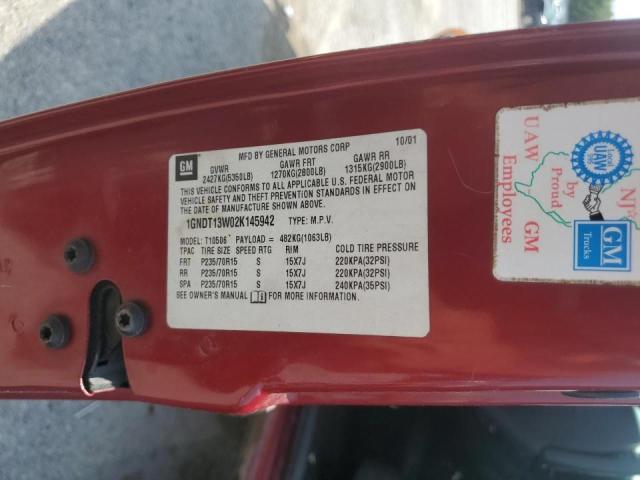 GM
MFD BY GENERAL MOTORS CORP 10/01
GVWR GAWR FRT GAWR RR
2427KG(5350LB) 1270KG(2800LB) 1315KG(2900LB)
THIS VEHICLE CONFORMS TO ALL APPLICABLE U.S. FEDERAL MOTOR
VEHICLE SAFETY AND THEFT PREVENTION STANDARDS IN EFFECT ON
THE DATE OF MANUFACTURE SHOWN ABOVE.
1GNDT13W02K145942 TYPE: M.P.V.
MODEL: T10506 PAYLOAD = 482KG(1063LB)
TPAC TIRE SIZE SPEED RTG RIM COLD TIRE PRESSURE
FRT P235/70R15 S 15X7J 220KPA(32PSI)
RR P235/70R15 S 15X7J 220KPA(32PSI)
SPA P235/70R15 S 15X7J 240KPA(35PSI)
SEE OWNER'S MANUAL FOR MORE INFORMATION.
Local
UAW
UAW GM
by
Proud
Employees
GM
Trucks